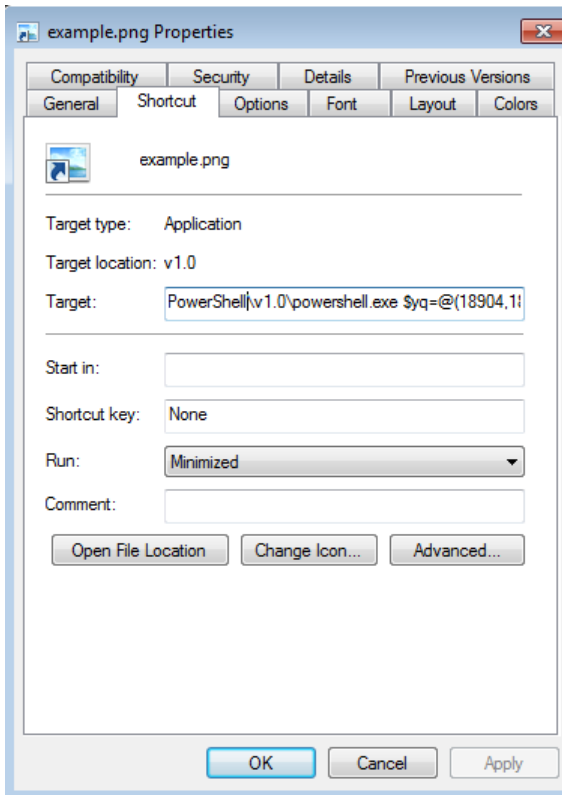 example.png Properties
Compatibility Security Details Previous Versions
General Shortcut Options Font Layout Colors
example.png
Target type: Application
Target location: v1.0
Target: PowerShell\v1.0\powershell.exe $yq=@(18904,18
Start in:
Shortcut key: None
Run: Minimized
Comment:
Open File Location Change Icon... Advanced...
OK Cancel Apply